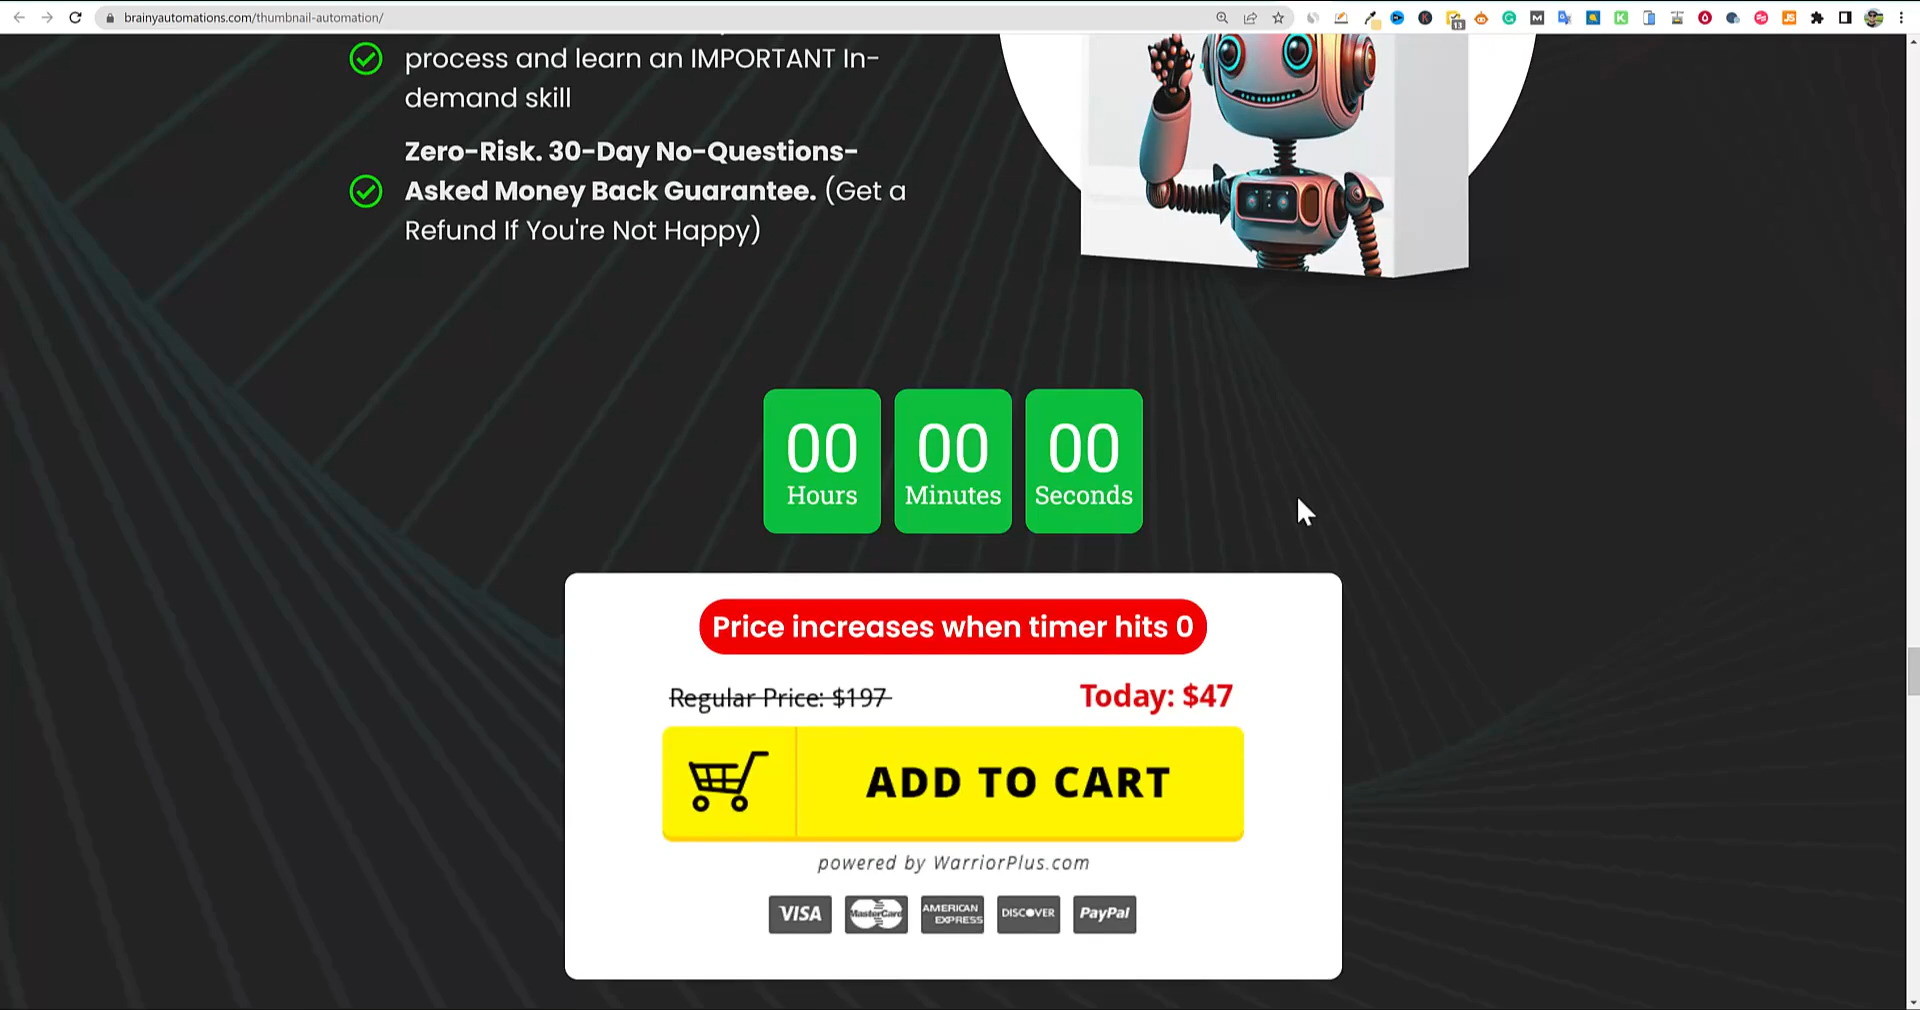 brainyautomations.com/thumbnail-automation/
13
process and learn an IMPORTANT In-
demand skill
Zero-Risk. 30-Day No-Questions-
Asked Money Back Guarantee. (Get a
Refund If You're Not Happy)
00 00 00
Hours Minutes Seconds
Price increases when timer hits 0
Regular Price: $197 Today: $47
ADD TO CART
powered by WarriorPlus.com
VISA MasterCard AMERICAN EXPRESS DISCOVER PayPal